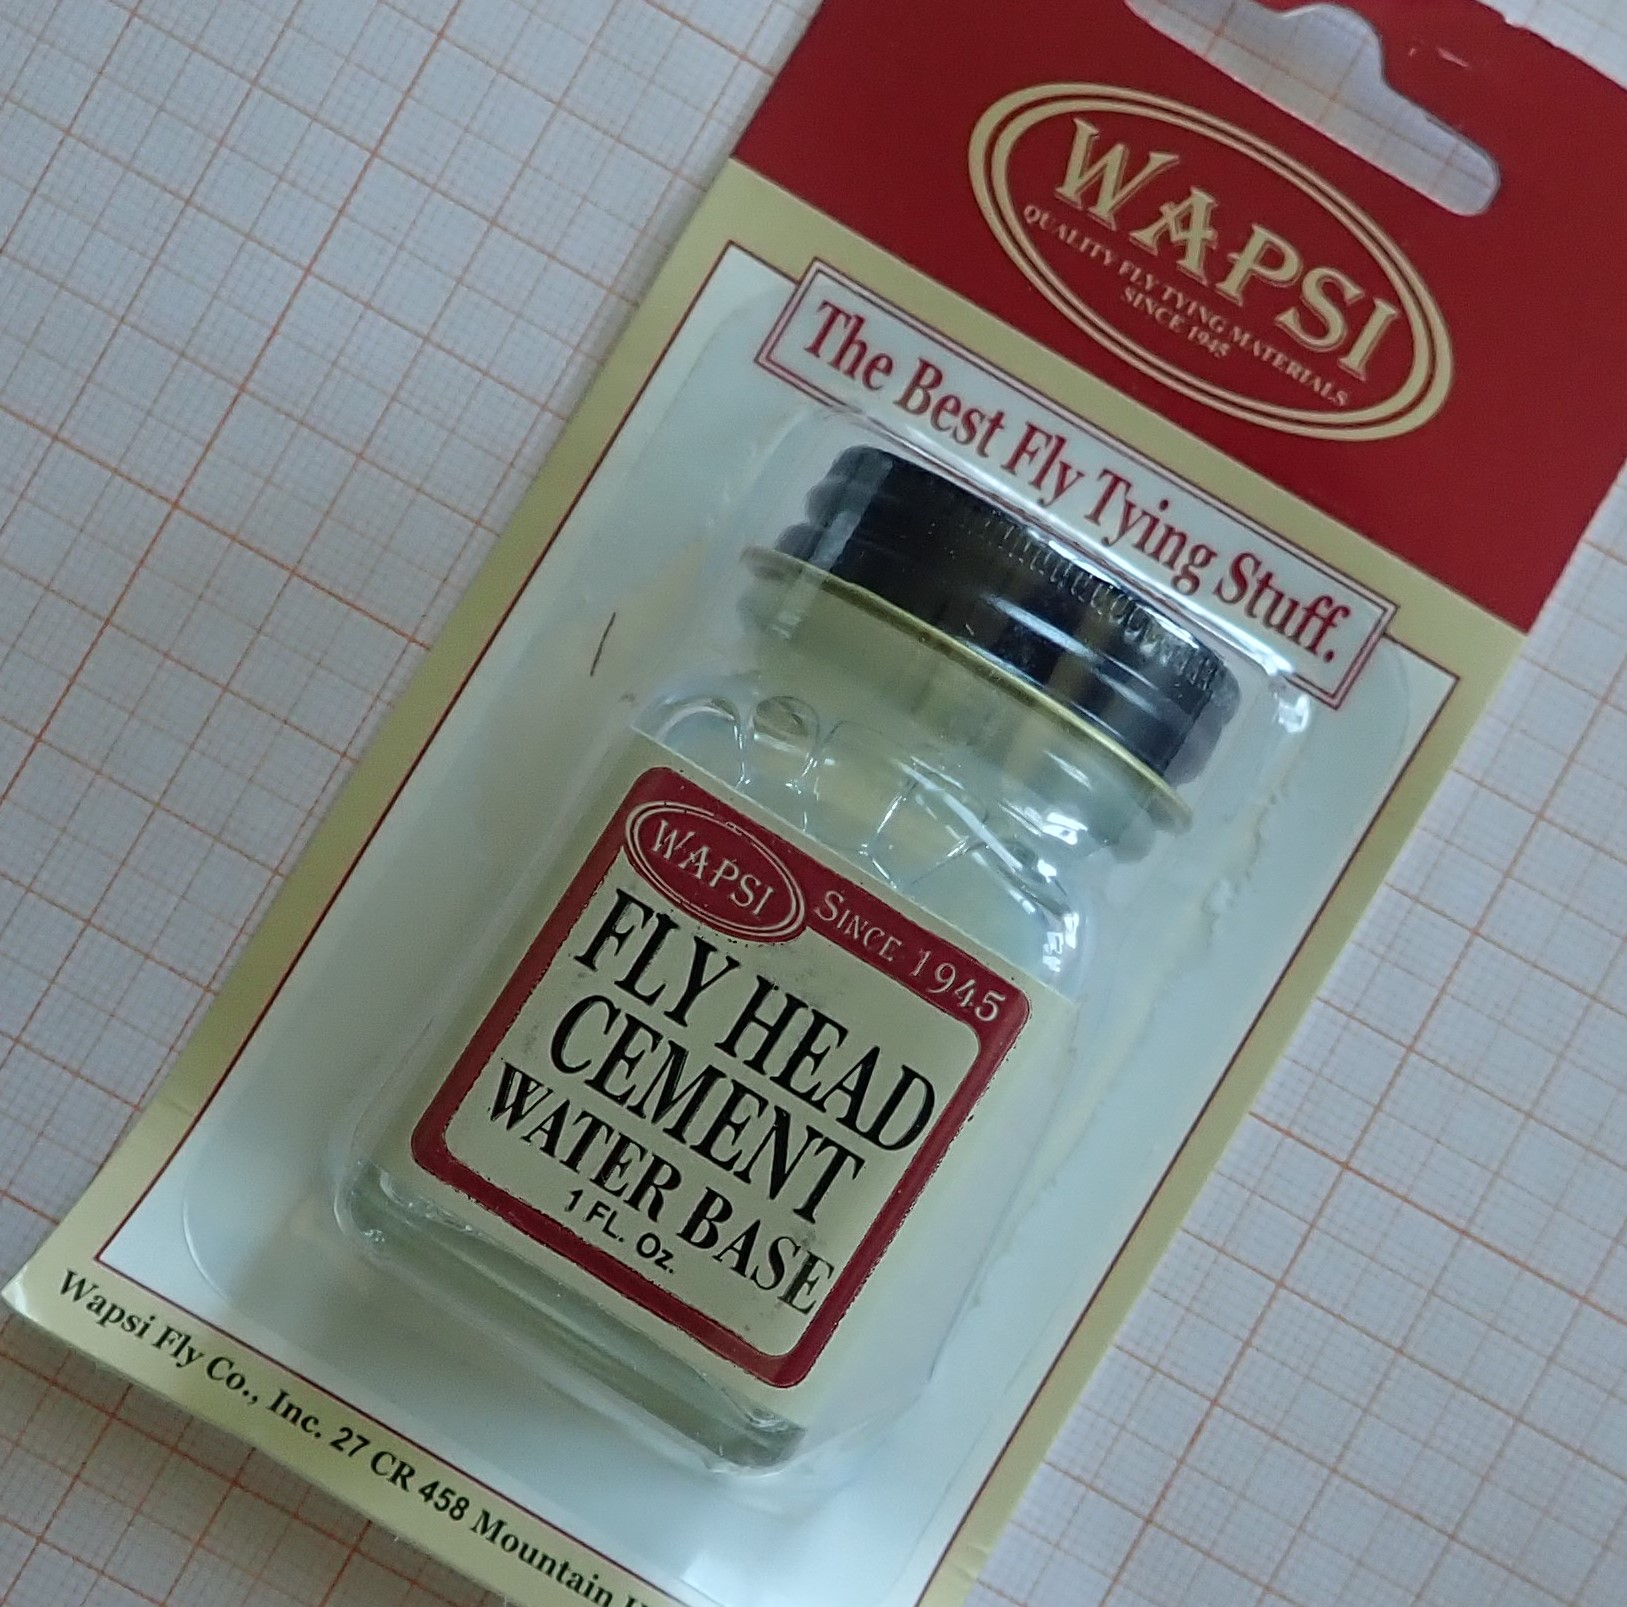 WAPSI
QUALITY FLY TYING MATERIALS
SINCE 1945
The Best Fly Tying Stuff.
WAPSI
SINCE 1945
FLY HEAD
CEMENT
WATER BASE
1 FL. OZ.
Wapsi Fly Co., Inc. 27 CR 458 Mountain